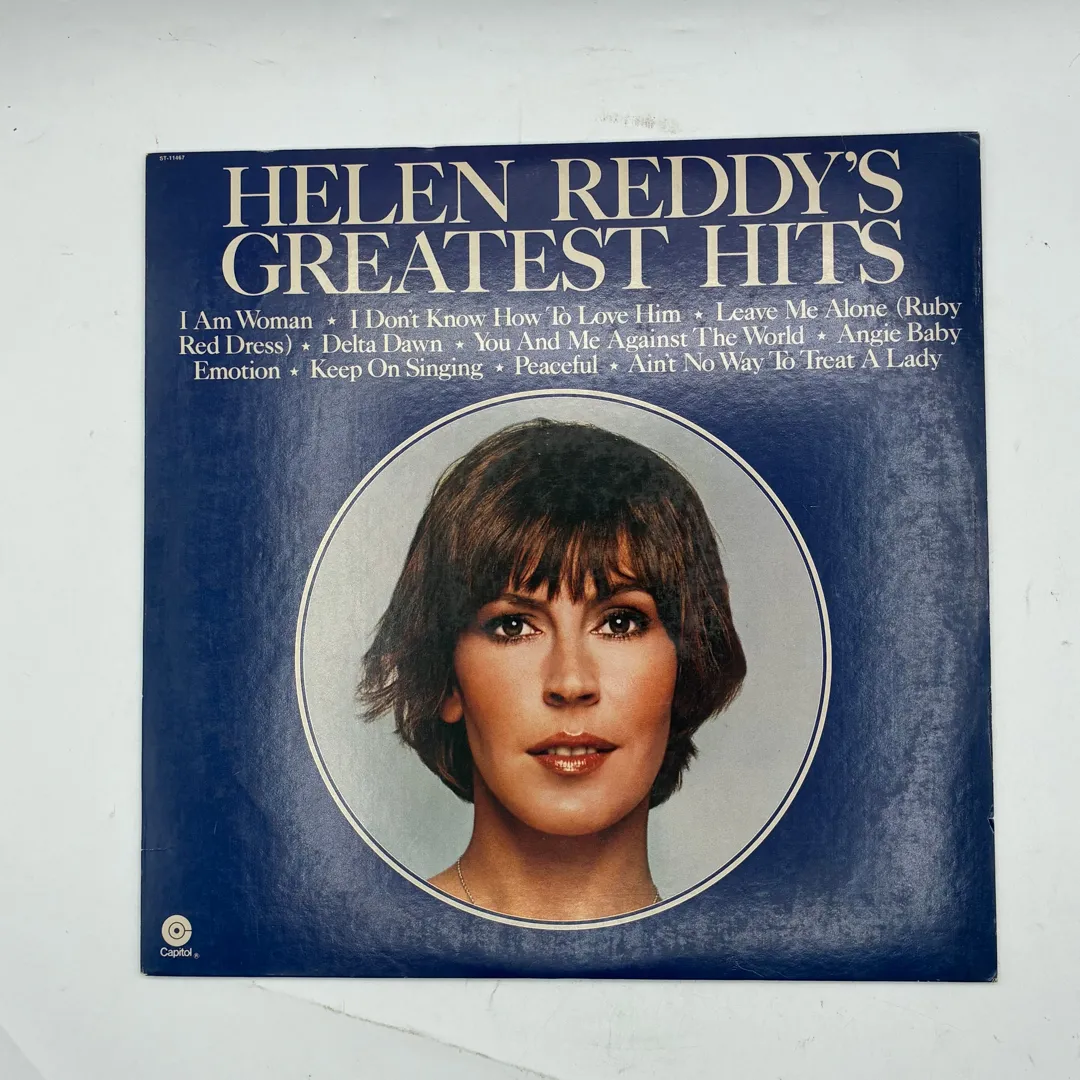 ST-11467
HELEN REDDY'S
GREATEST HITS
I Am Woman ★ I Don't Know How To Love Him ★ Leave Me Alone (Ruby
Red Dress) ★ Delta Dawn ★ You And Me Against The World ★ Angie Baby
Emotion ★ Keep On Singing ★ Peaceful ★ Ain't No Way To Treat A Lady
Capitol®